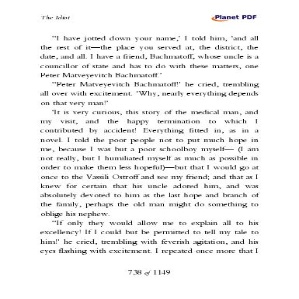 The Idiot
Planet PDF
"'I have jotted down your name,' I told him, 'and all
the rest of it—the place you served at, the district, the
date, and all. I have a friend, Bachmatoff, whose uncle is a
councillor of state and has to do with these matters, one
Peter Matveyevitch Bachmatoff.'
"'Peter Matveyevitch Bachmatoff!' he cried, trembling
all over with excitement. 'Why, nearly everything depends
on that very man!'
'It is very curious, this story of the medical man, and
my visit, and the happy termination to which I
contributed by accident! Everything fitted in, as in a
novel. I told the poor people not to put much hope in
me, because I was but a poor schoolboy myself— (I am
not really, but I humiliated myself as much as possible in
order to make them less hopeful)—but that I would go at
once to the Vassili Ostroff and see my friend; and that as I
knew for certain that his uncle adored him, and was
absolutely devoted to him as the last hope and branch of
the family, perhaps the old man might do something to
oblige his nephew.
"'If only they would allow me to explain all to his
excellency! If I could but be permitted to tell my tale to
him!' he cried, trembling with feverish agitation, and his
eyes flashing with excitement. I repeated once more that I
738 of 1149